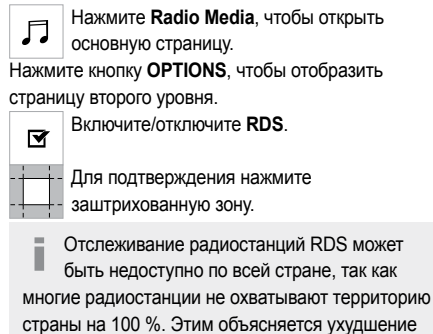 Нажмите Radio Media, чтобы открыть
основную страницу.
Нажмите кнопку OPTIONS, чтобы отобразить
страницу второго уровня.
Включите/отключите RDS.
Для подтверждения нажмите
заштрихованную зону.
Отслеживание радиостанций RDS может
быть недоступно по всей стране, так как
многие радиостанции не охватывают территорию
страны на 100 %. Этим объясняется ухудшение